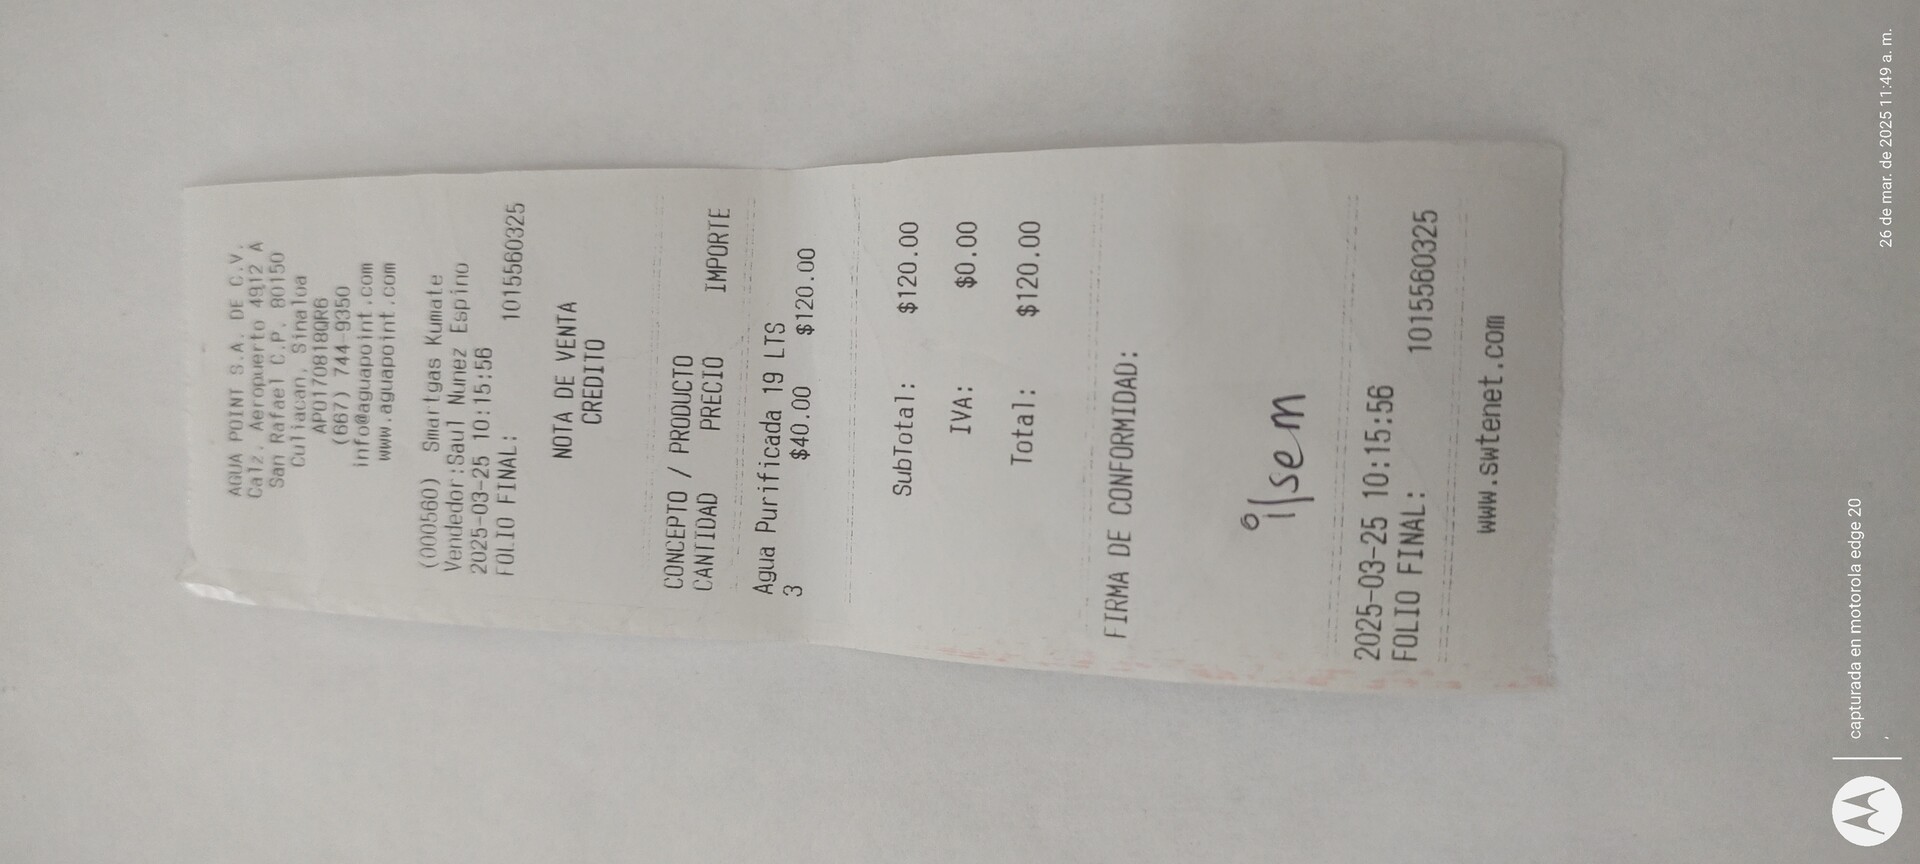 AGUA POINT S.A. DE C.V.
Calz. Aeropuerto 4912 A
San Rafael C.P. 80150
Culiacan, Sinaloa
APO170818QR6
(667) 744-9350
info@aguapoint.com
www.aguapoint.com
(000560) Smartgas Kumate
Vendedor:Saul Nunez Espino
2025-03-25 10:15:56
FOLIO FINAL: 1015560325
NOTA DE VENTA
CREDITO
CONCEPTO / PRODUCTO
CANTIDAD PRECIO IMPORTE
Agua Purificada 19 LTS
3 $40.00 $120.00
SubTotal: $120.00
IVA: $0.00
Total: $120.00
FIRMA DE CONFORMIDAD:
ilsem
2025-03-25 10:15:56
FOLIO FINAL: 1015560325
www.swtenet.com
capturada en motorola edge 20
26 de mar. de 2025 11:49 a. m.